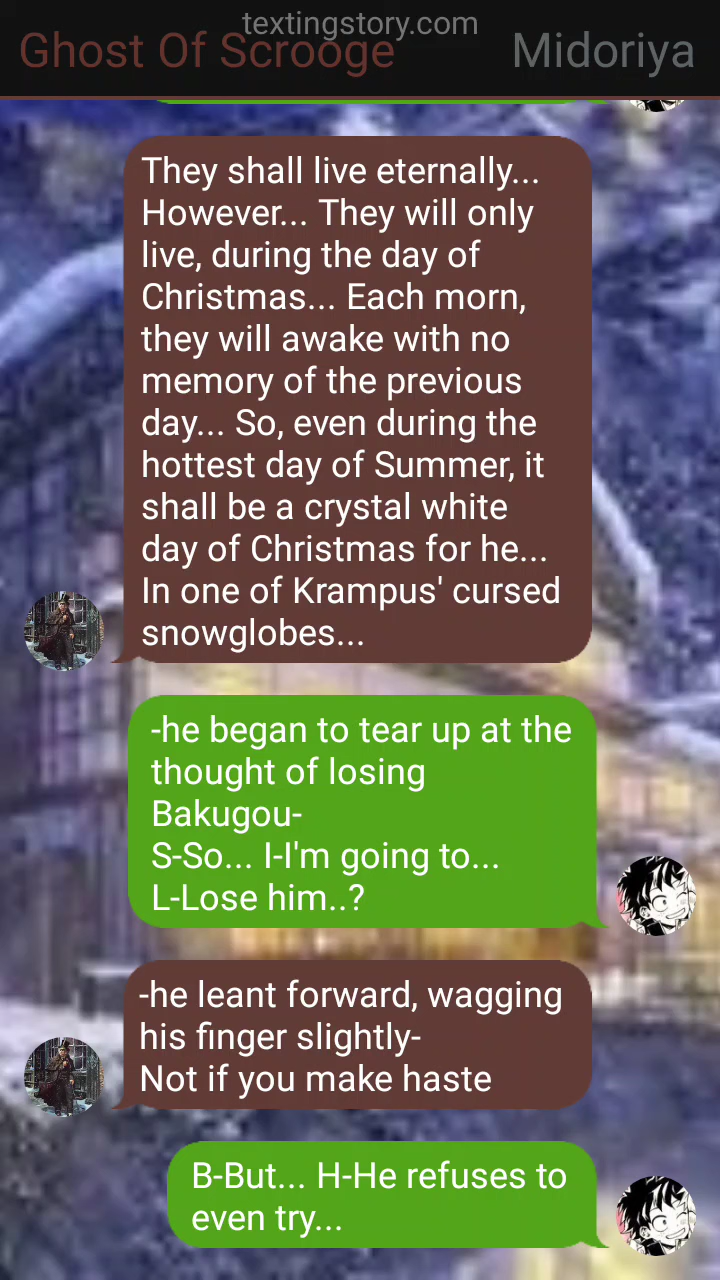 textingstory.com
Ghost Of Scrooge
Midoriya
They shall live eternally...
However... They will only
live, during the day of
Christmas... Each morn,
they will awake with no
memory of the previous
day... So, even during the
hottest day of Summer, it
shall be a crystal white
day of Christmas for he...
In one of Krampus' cursed
snowglobes...
-he began to tear up at the
thought of losing
Bakugou-
S-So... I-I'm going to...
L-Lose him..?
-he leant forward, wagging
his finger slightly-
Not if you make haste
B-But... H-He refuses to
even try...